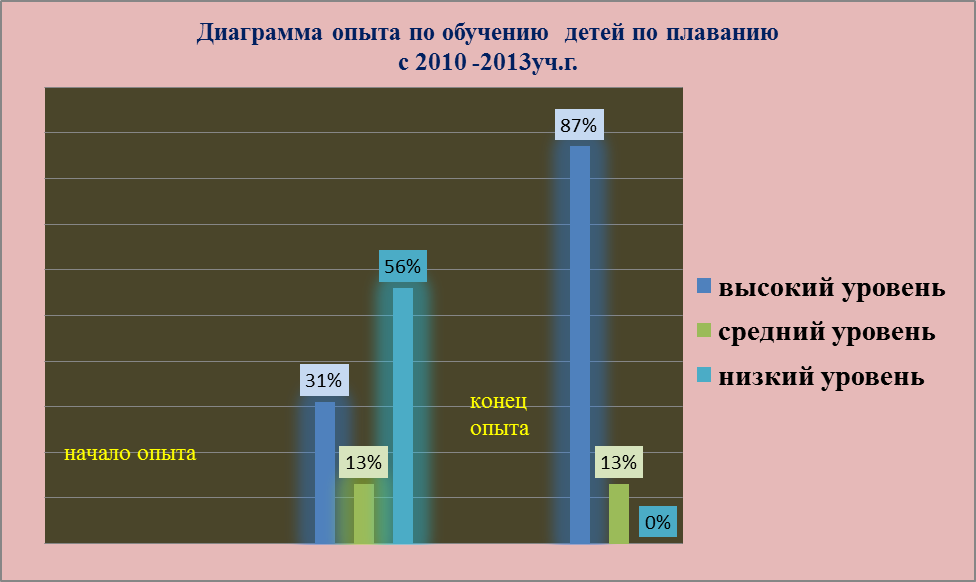 Диаграмма опыта по обучению  детей по плаванию
с 2010 -2013уч.г.
87%
56%
31%
13%
начало опыта
конец
опыта
13%
0%
высокий уровень
средний уровень
низкий уровень